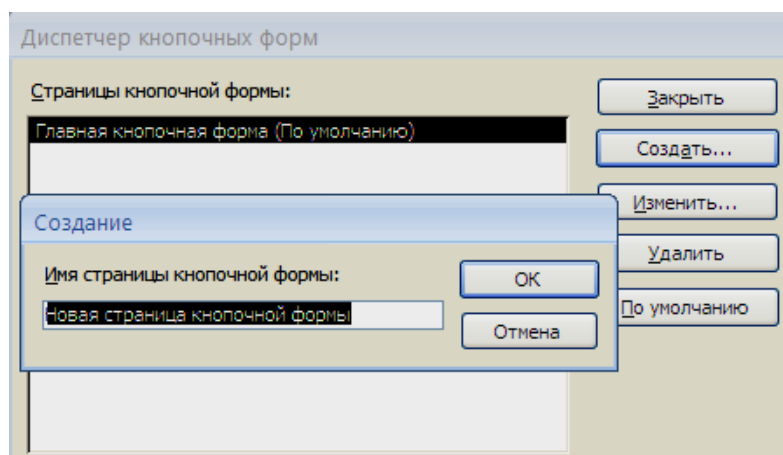 Диспетчер кнопочных форм
Страницы кнопочной формы:
Главная кнопочная форма (По умолчанию)
Закрыть
Создать...
Изменить...
Удалить
По умолчанию
Создание
Имя страницы кнопочной формы:
Новая страница кнопочной формы
ОК
Отмена